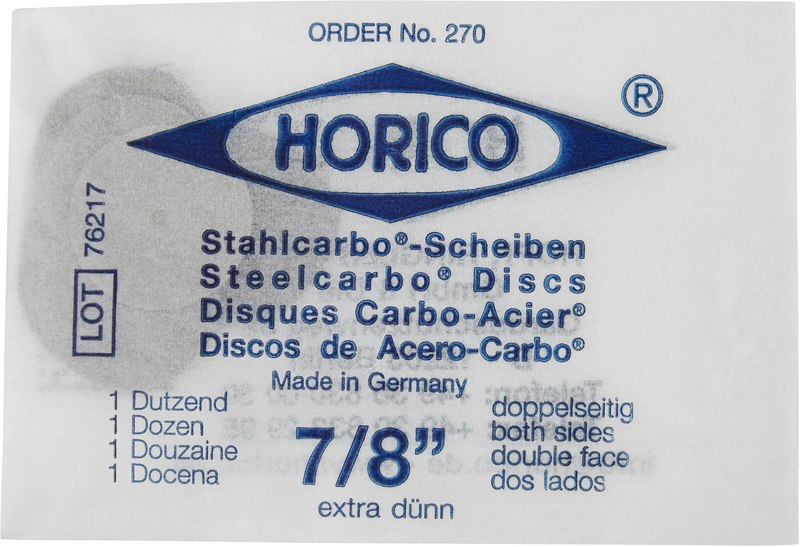 ORDER No. 270
HORICO
®
LOT 76217
Stahlcarbo®-Scheiben
Steelcarbo® Discs
Disques Carbo-Acier®
Discos de Acero-Carbo®
Made in Germany
1 Dutzend
1 Dozen
1 Douzaine
1 Docena
7/8”
extra dünn
doppelseitig
both sides
double face
dos lados